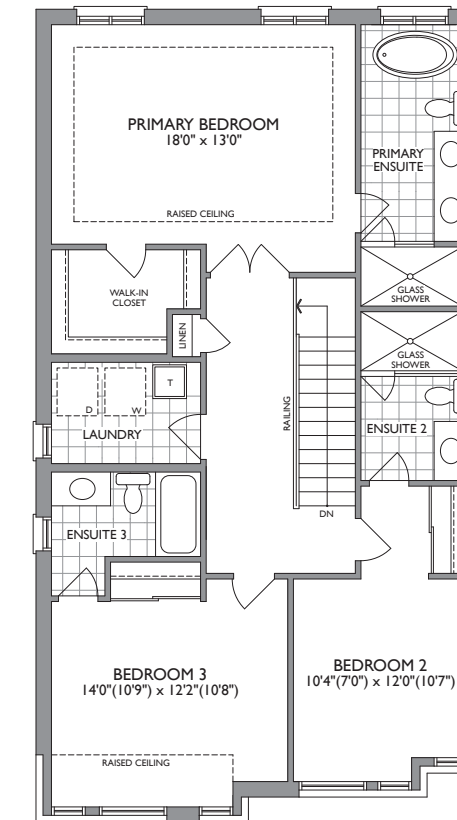 PRIMARY BEDROOM
18'0" x 13'0"
RAISED CEILING
PRIMARY
ENSUITE
WALK-IN
CLOSET
LINEN
GLASS
SHOWER
GLASS
SHOWER
T
D
W
LAUNDRY
RAILING
ENSUITE 2
DN
ENSUITE 3
BEDROOM 3
14'0"(10'9") x 12'2"(10'8")
BEDROOM 2
10'4"(7'0") x 12'0"(10'7")
RAISED CEILING